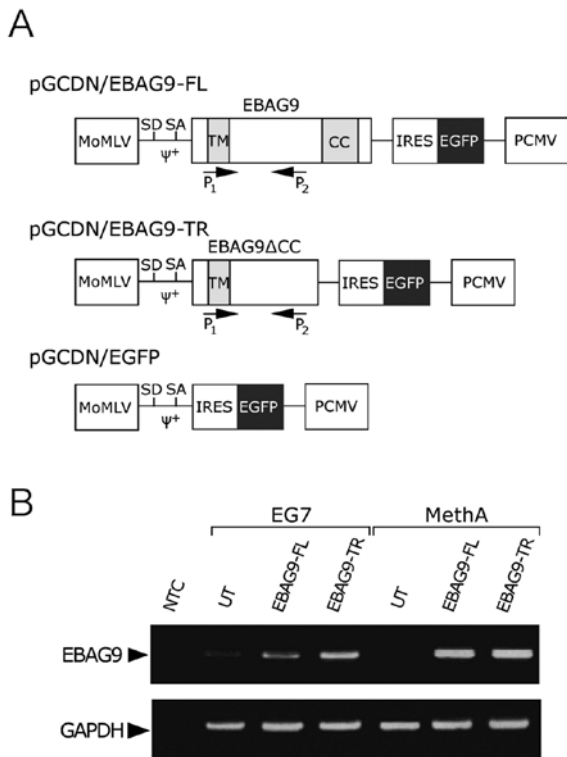 A
pGCDN/EBAG9-FL
EBAG9
MoMLV SD SA Ψ+ TM CC IRES EGFP PCMV
P1 P2
pGCDN/EBAG9-TR
EBAG9ΔCC
MoMLV SD SA Ψ+ TM IRES EGFP PCMV
P1 P2
pGCDN/EGFP
MoMLV SD SA Ψ+ IRES EGFP PCMV
B
EG7 MethA
NTC UT EBAG9-FL EBAG9-TR UT EBAG9-FL EBAG9-TR
EBAG9
GAPDH